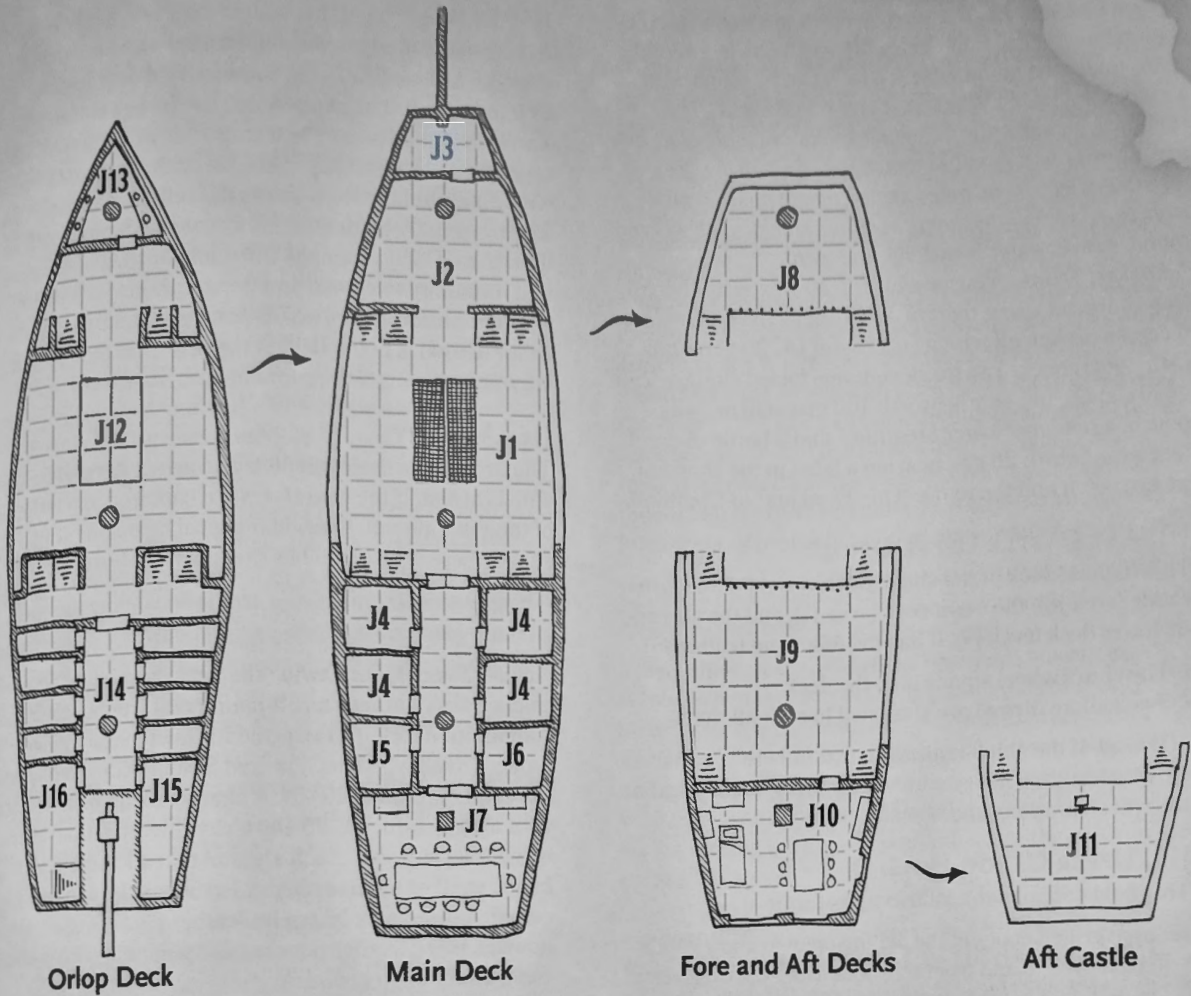 J13
J12
J14
J16
J15
Orlop Deck
J3
J2
J1
J4
J4
J4
J4
J5
J6
J7
Main Deck
J8
J9
J10
Fore and Aft Decks
J11
Aft Castle